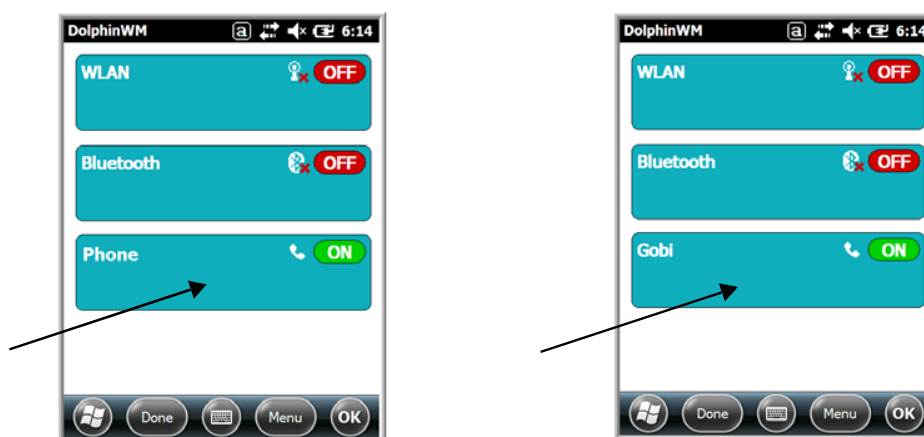 DolphinWM a 6:14
WLAN OFF
Bluetooth OFF
Phone ON
Done Menu OK
DolphinWM a 6:14
WLAN OFF
Bluetooth OFF
Gobi ON
Done Menu OK